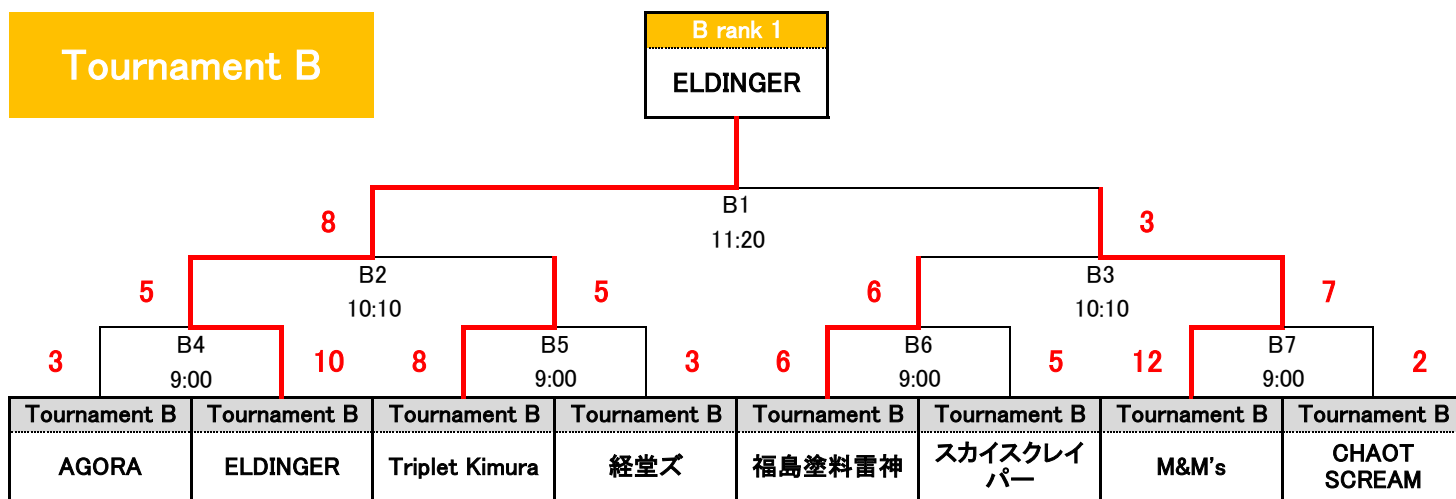 Tournament B
B rank 1
ELDINGER
B1
8 3
11:20
B2 B3
5 5 6 7
10:10 10:10
B4 B5 B6 B7
3 10 8 3 6 5 12 2
9:00 9:00 9:00 9:00
Tournament B Tournament B Tournament B Tournament B Tournament B Tournament B Tournament B Tournament B
AGORA ELDINGER Triplet Kimura 経堂ズ 福島塗料雷神 スカイスクレイ M&M's CHAOT
パー SCREAM